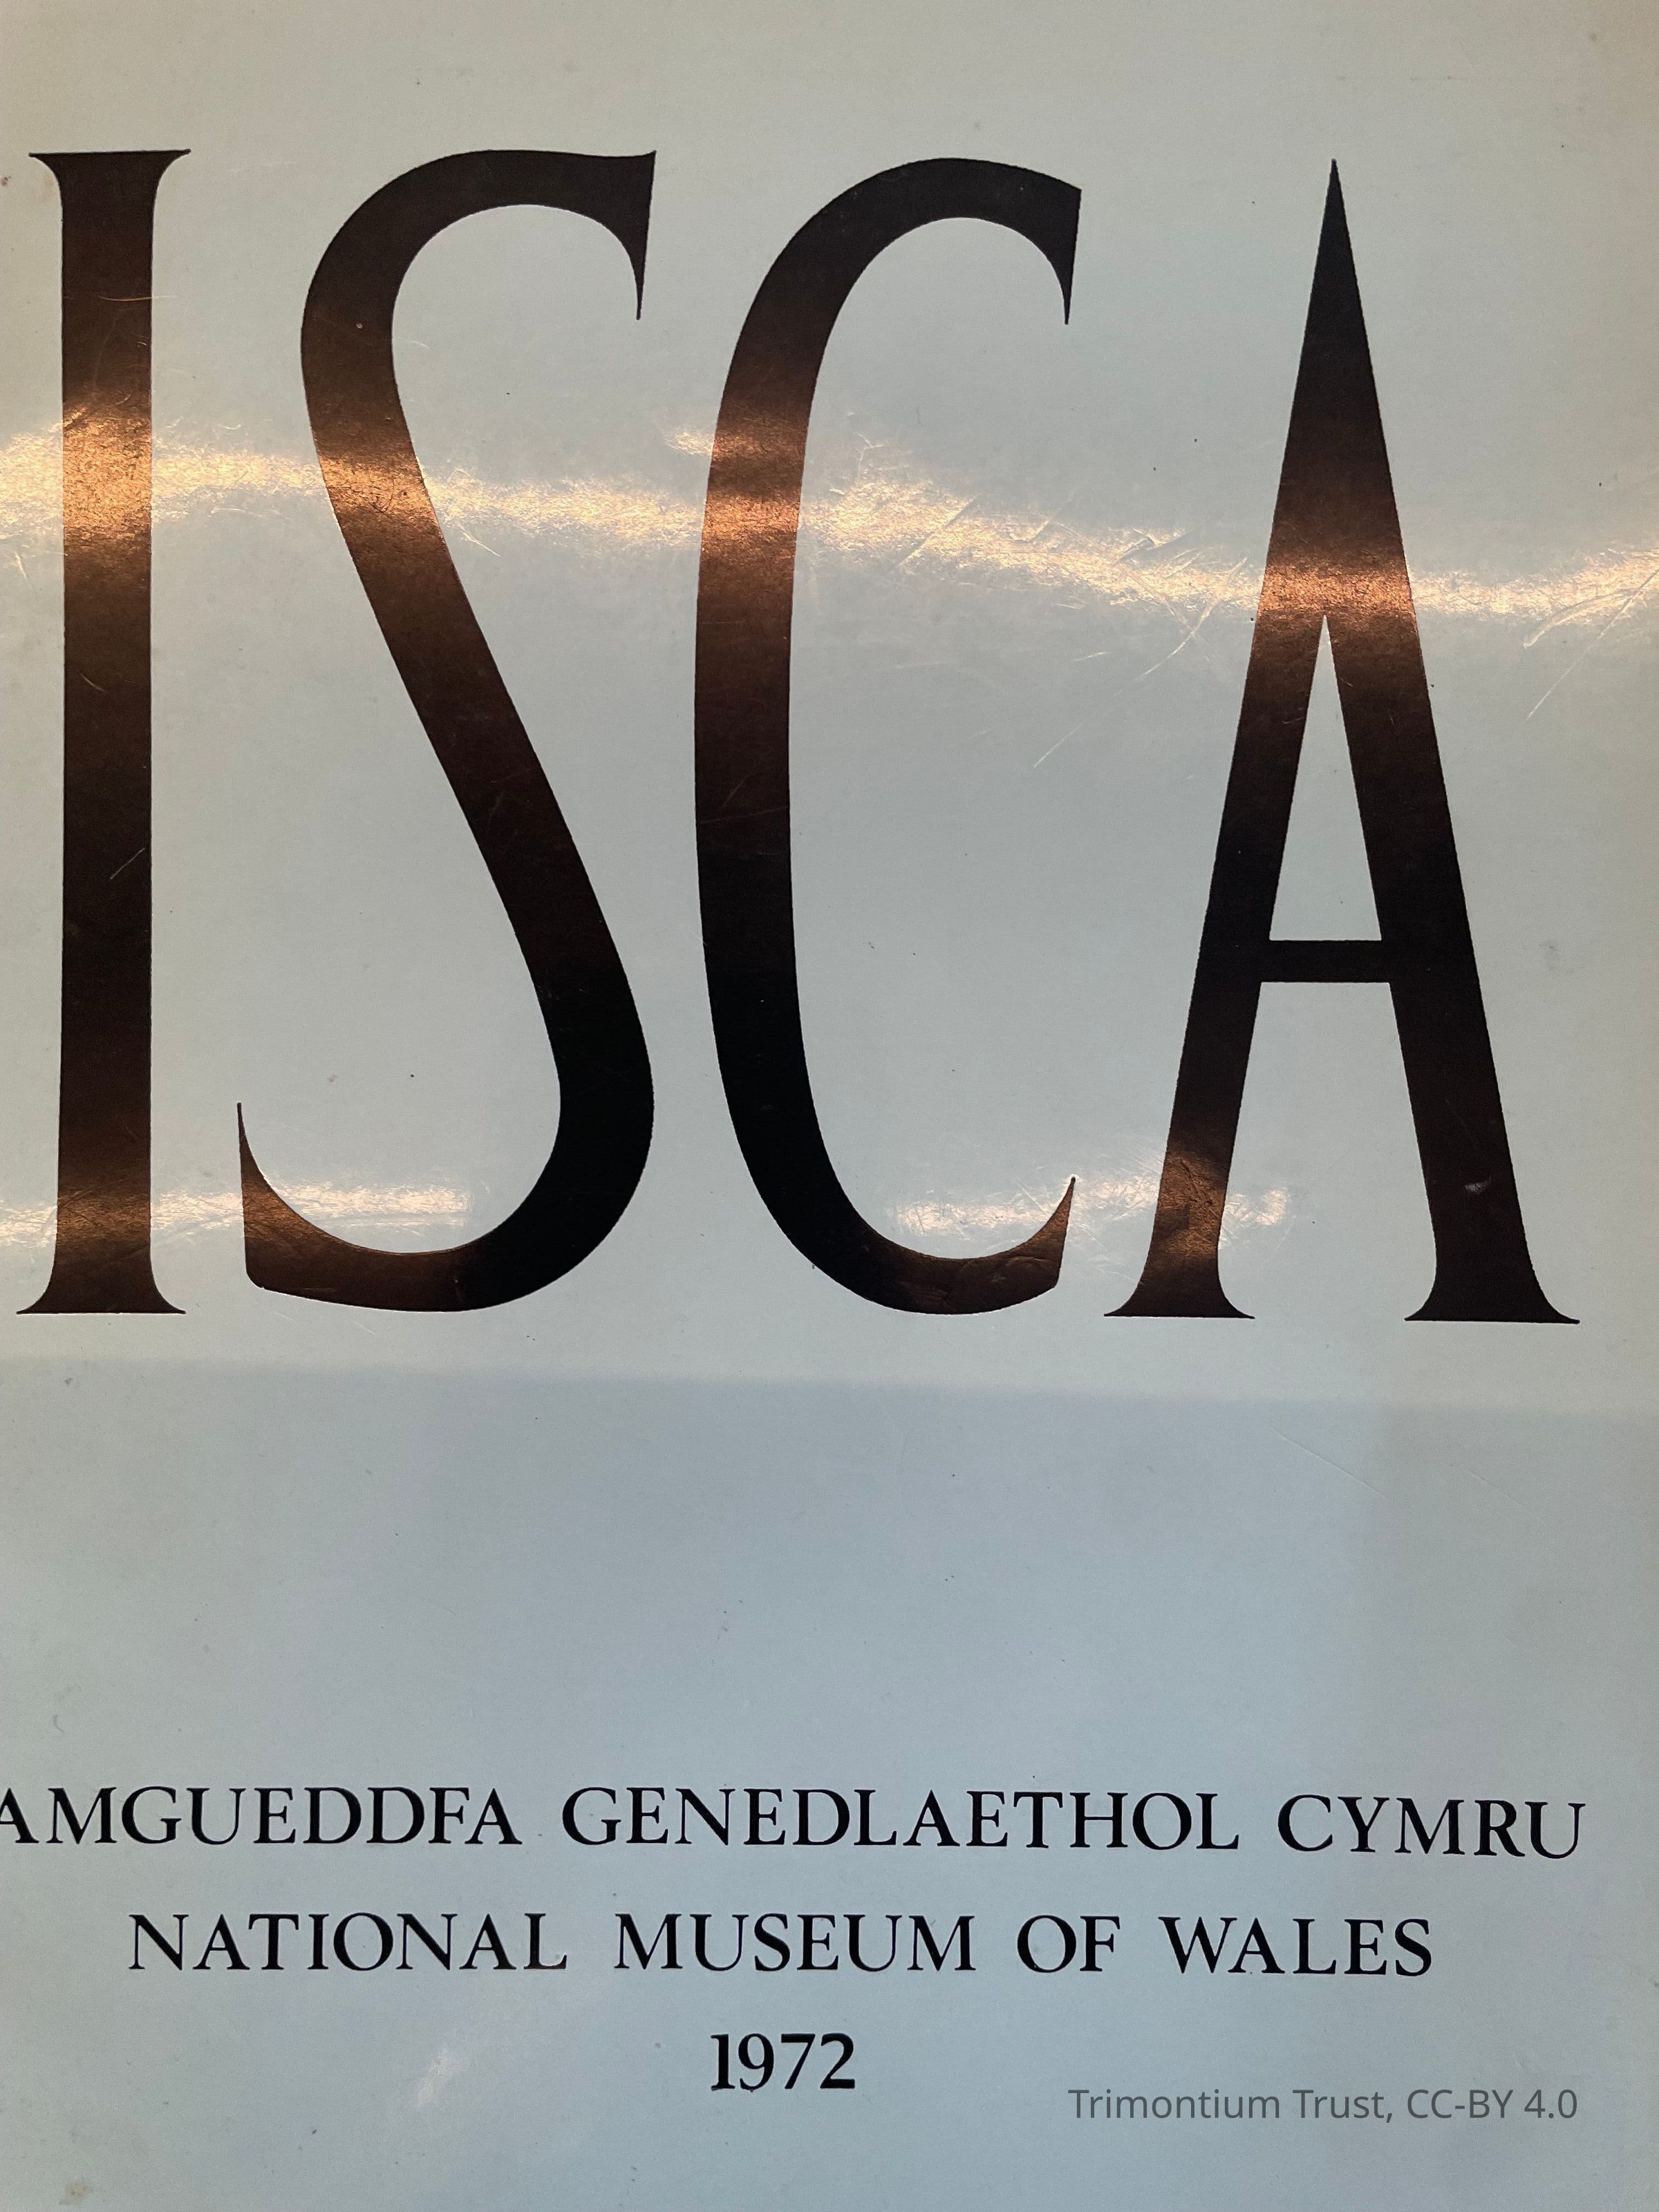 ISCA
AMGUEDDFA GENEDLAETHOL CYMRU
NATIONAL MUSEUM OF WALES
1972
Trimontium Trust, CC-BY 4.0